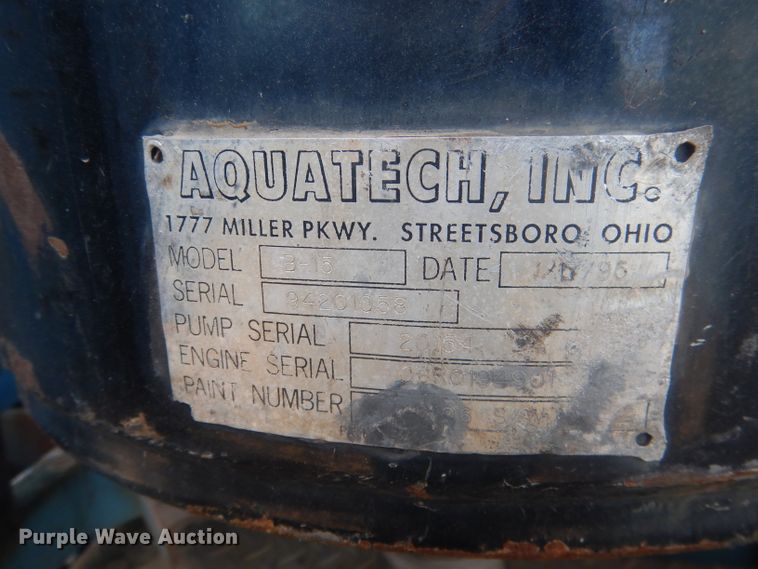 AQUATECH, INC.
1777 MILLER PKWY. STREETSBORO OHIO
MODEL B-15 DATE
SERIAL 94201058
PUMP SERIAL
ENGINE SERIAL
PAINT NUMBER
Purple Wave Auction